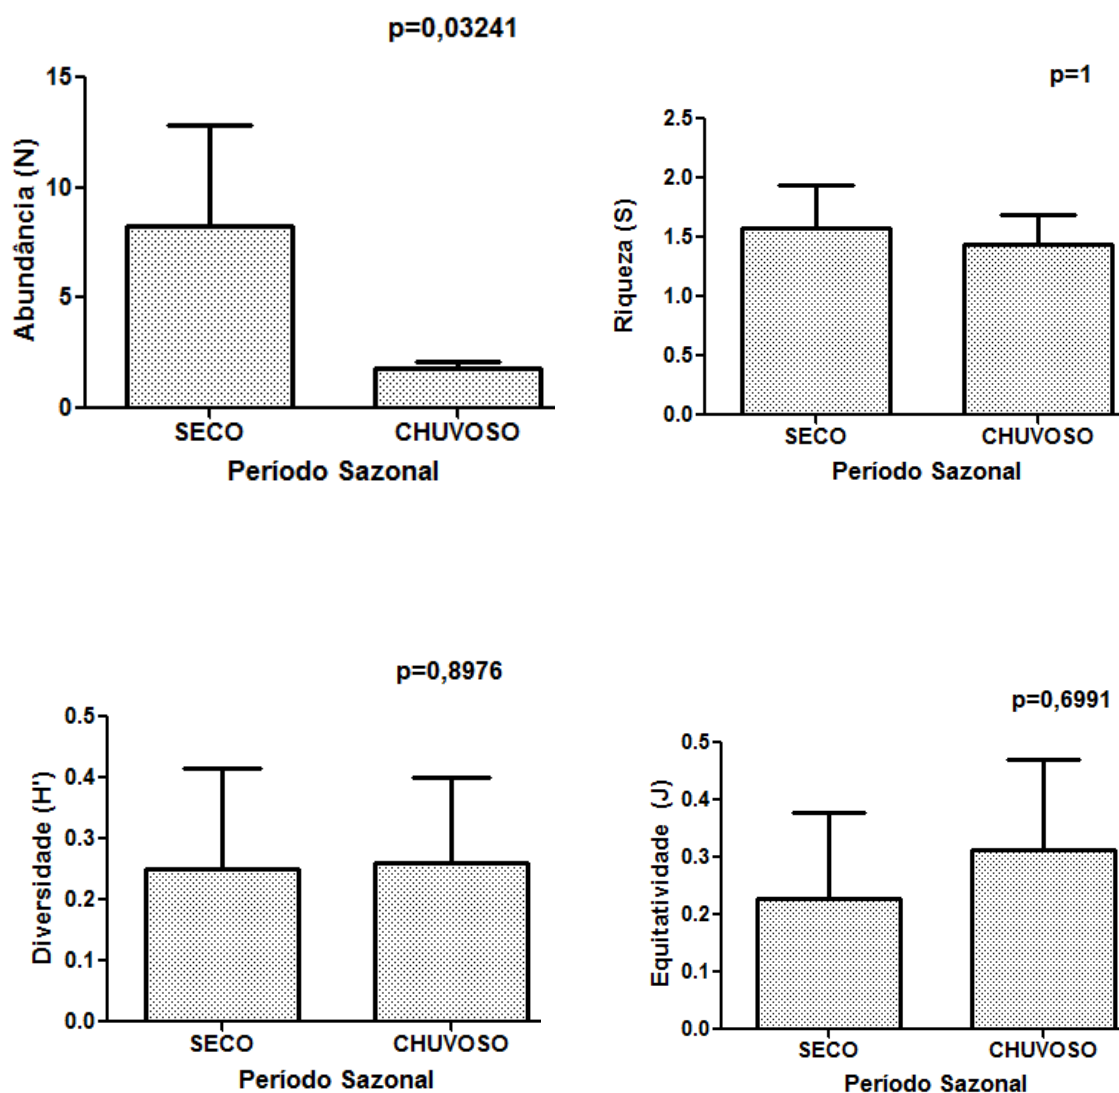 p=0,03241
Abundância (N)
15
10
5
0
SECO CHUVOSO
Período Sazonal
p=1
Riqueza (S)
2.5
2.0
1.5
1.0
0.5
0.0
SECO CHUVOSO
Período Sazonal
p=0,8976
Diversidade (H')
0.5
0.4
0.3
0.2
0.1
0.0
SECO CHUVOSO
Período Sazonal
p=0,6991
Equitatividade (J)
0.5
0.4
0.3
0.2
0.1
0.0
SECO CHUVOSO
Período Sazonal